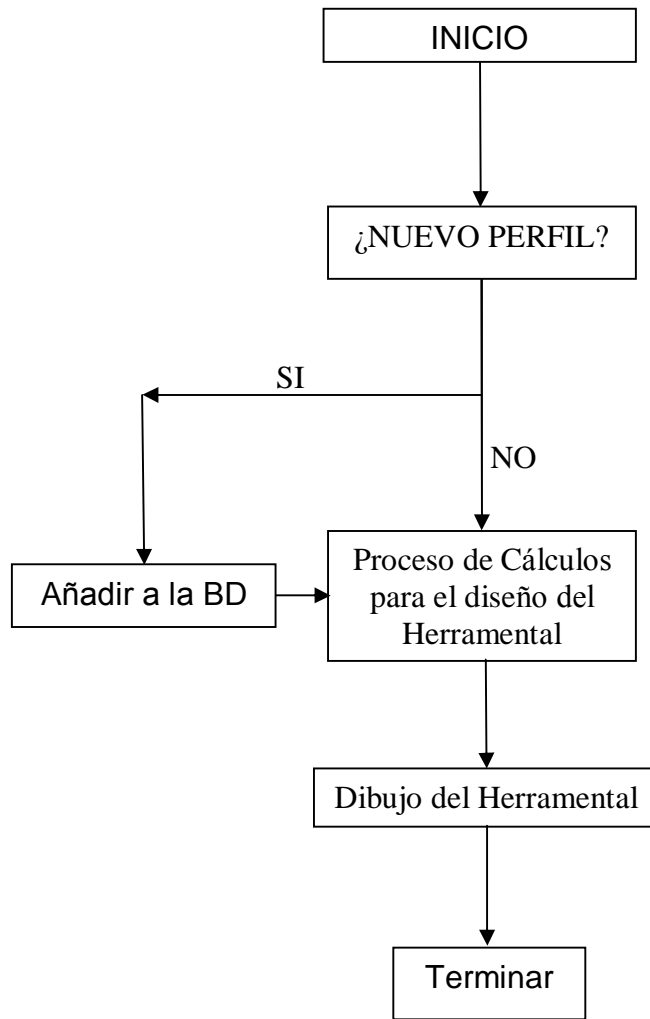 INICIO
¿NUEVO PERFIL?
SI
NO
Añadir a la BD
Proceso de Cálculos
para el diseño del
Herramental
Dibujo del Herramental
Terminar